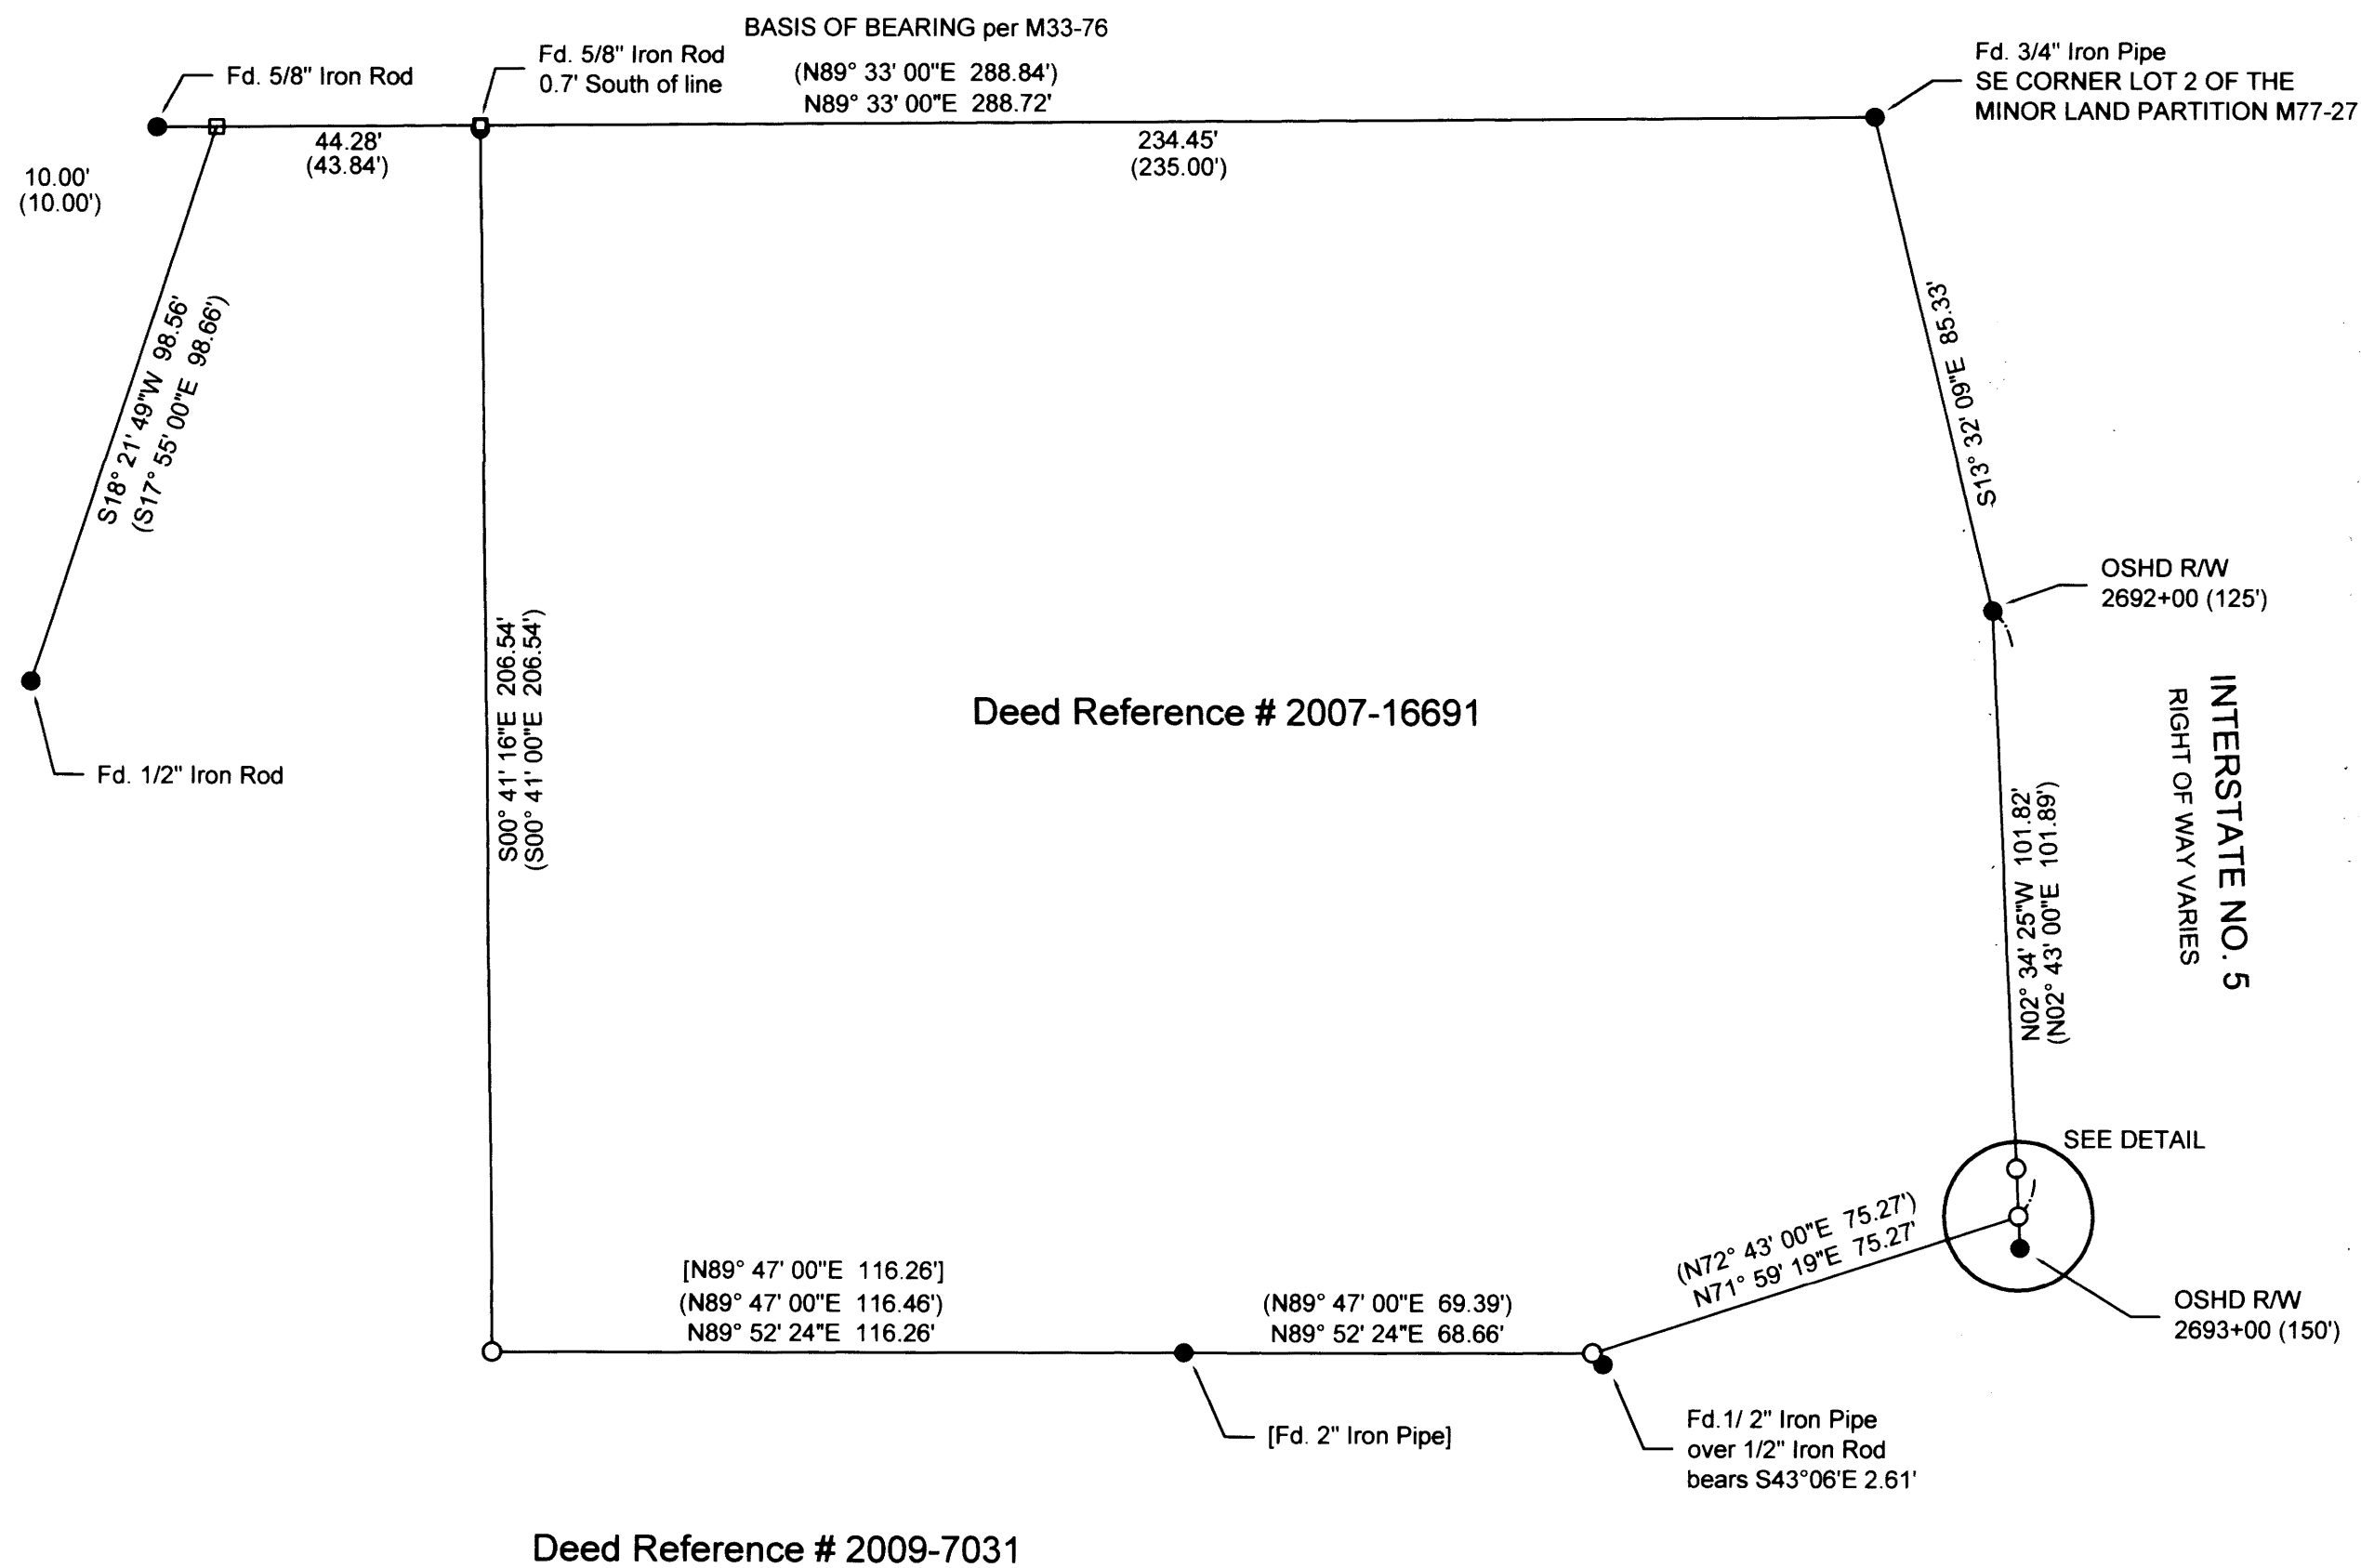 BASIS OF BEARING per M33-76
Fd. 5/8" Iron Rod
Fd. 5/8" Iron Rod
0.7' South of line
(N89° 33' 00"E 288.84')
N89° 33' 00"E 288.72'
Fd. 3/4" Iron Pipe
SE CORNER LOT 2 OF THE
MINOR LAND PARTITION M77-27
44.28'
(43.84')
234.45'
(235.00')
10.00'
(10.00')
S18° 21' 49"W 98.56'
(S17° 55' 00"E 98.66')
S13° 32' 09"E 85.33'
OSHD R/W
2692+00 (125')
S00° 41' 16"E 206.54'
(S00° 41' 00"E 206.54')
Deed Reference # 2007-16691
INTERSTATE NO. 5
RIGHT OF WAY VARIES
Fd. 1/2" Iron Rod
N02° 34' 25"W 101.82'
(N02° 43' 00"E 101.89')
SEE DETAIL
(N72° 43' 00"E 75.27')
N71° 59' 19"E 75.27'
[N89° 47' 00"E 116.26']
(N89° 47' 00"E 116.46')
N89° 52' 24"E 116.26'
(N89° 47' 00"E 69.39')
N89° 52' 24"E 68.66'
OSHD R/W
2693+00 (150')
[Fd. 2" Iron Pipe]
Fd.1/ 2" Iron Pipe
over 1/2" Iron Rod
bears S43°06'E 2.61'
Deed Reference # 2009-7031